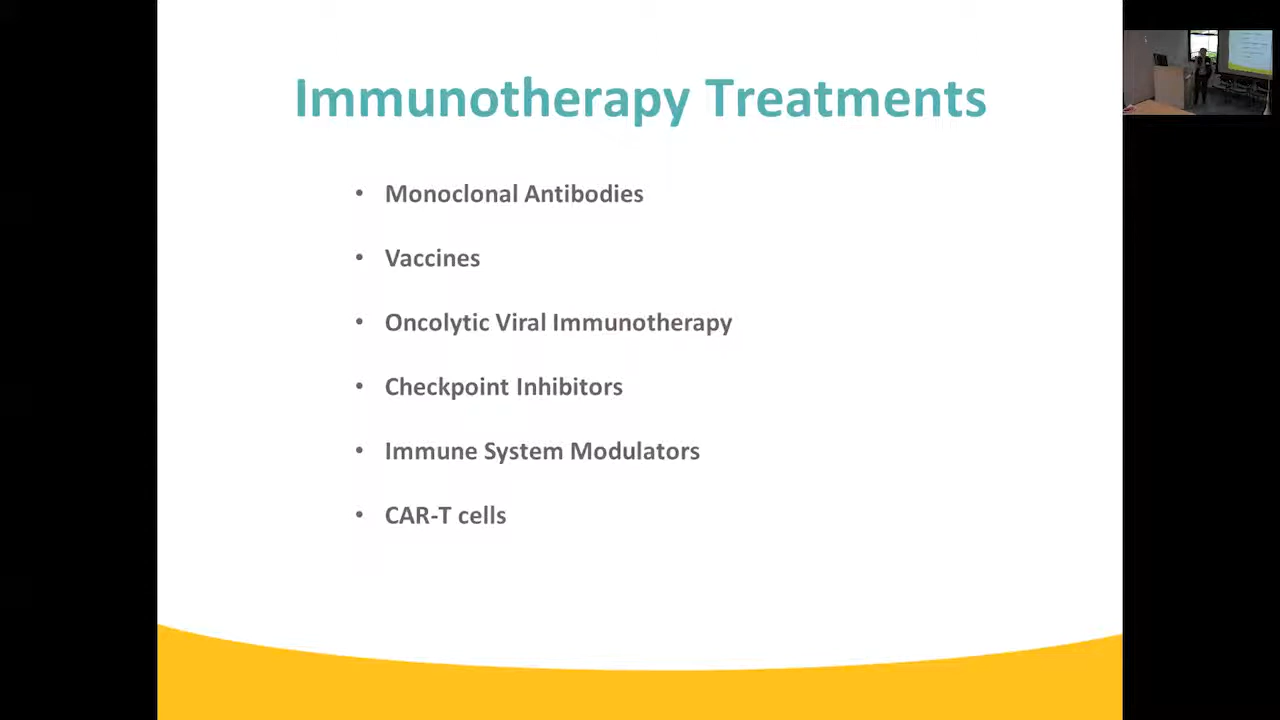 Immunotherapy Treatments
• Monoclonal Antibodies
• Vaccines
• Oncolytic Viral Immunotherapy
• Checkpoint Inhibitors
• Immune System Modulators
• CAR-T cells